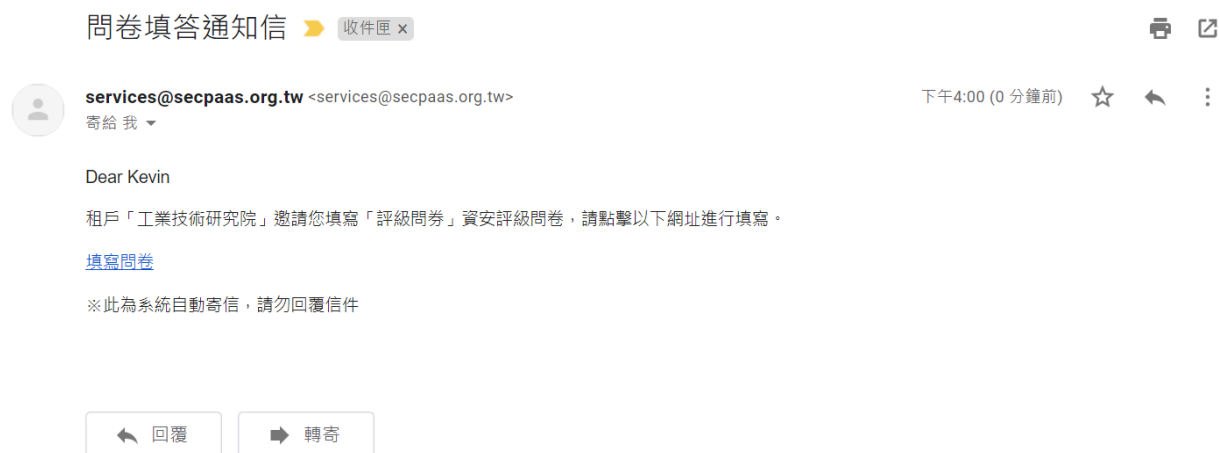 問卷填答通知信 收件匣 x
services@secpaas.org.tw <services@secpaas.org.tw> 下午4:00 (0 分鐘前)
寄給 我
Dear Kevin
租戶「工業技術研究院」邀請您填寫「評級問券」資安評級問卷，請點擊以下網址進行填寫。
填寫問卷
※此為系統自動寄信，請勿回覆信件
回覆 轉寄